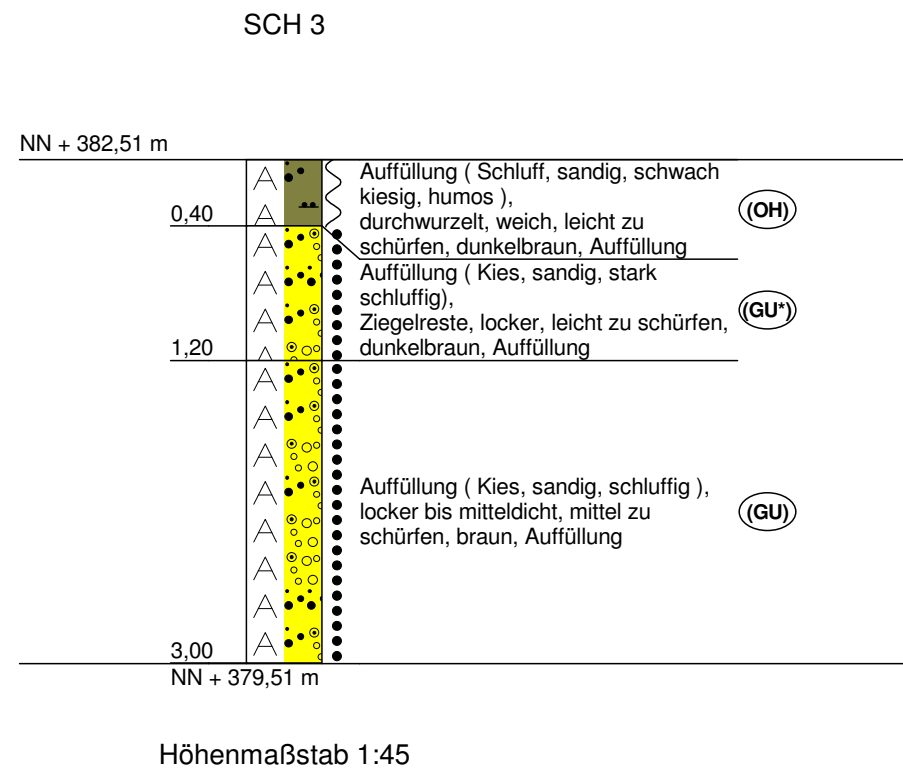 SCH 3
NN + 382,51 m
Auffüllung ( Schluff, sandig, schwach
kiesig, humos ),
durchwurzelt, weich, leicht zu
schürfen, dunkelbraun, Auffüllung
(OH)
0,40
Auffüllung ( Kies, sandig, stark
schluffig),
Ziegelreste, locker, leicht zu schürfen,
dunkelbraun, Auffüllung
(GU*)
1,20
Auffüllung ( Kies, sandig, schluffig ),
locker bis mitteldicht, mittel zu
schürfen, braun, Auffüllung
(GU)
3,00
NN + 379,51 m
A
A
A
A
A
A
A
A
A
A
A
A
A
A
Höhenmaßstab 1:45